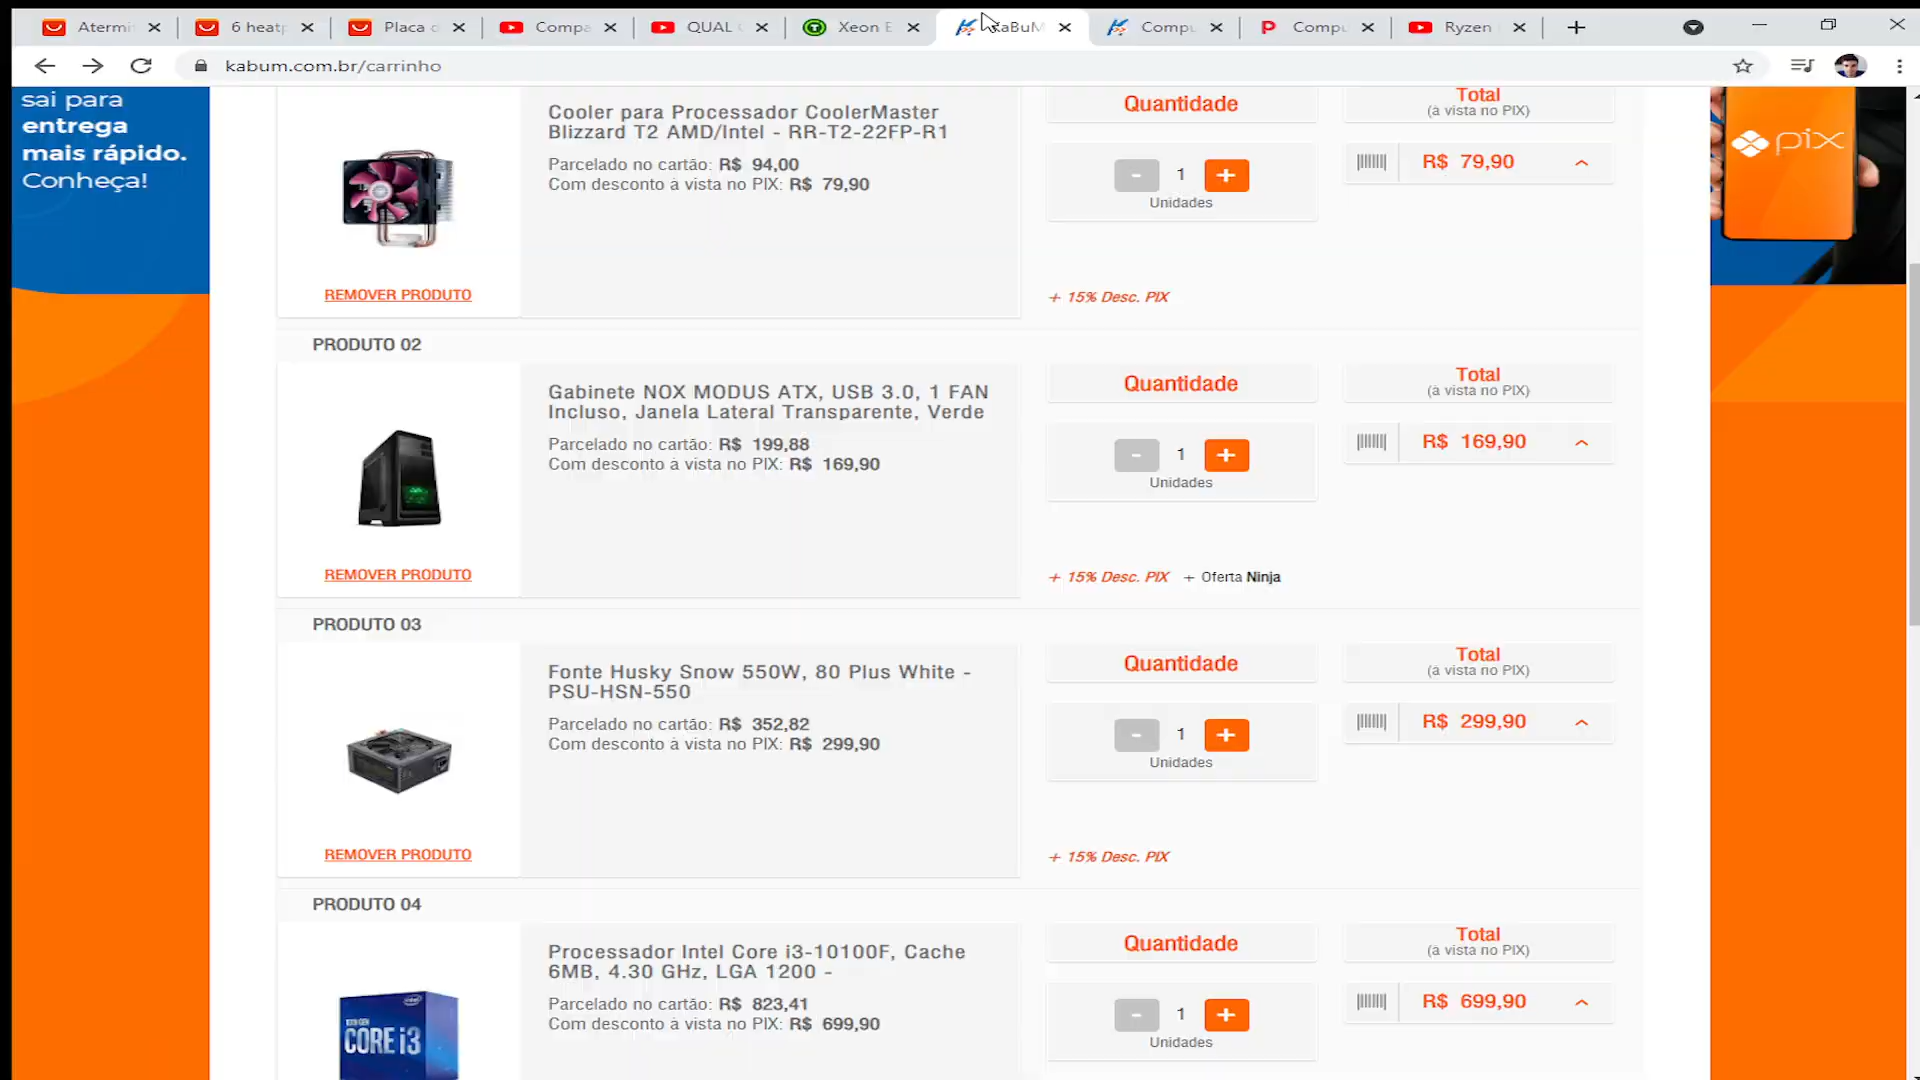 Atermi
6 heatp
Placa d
Compa
QUAL
Xeon E
KaBuM
Compu
Compu
Ryzen
kabum.com.br/carrinho
sai para
entrega
mais rápido.
Conheça!
pix
Cooler para Processador CoolerMaster
Blizzard T2 AMD/Intel - RR-T2-22FP-R1
Parcelado no cartão: R$ 94,00
Com desconto à vista no PIX: R$ 79,90
REMOVER PRODUTO
Quantidade
- 1 +
Unidades
+ 15% Desc. PIX
Total
(à vista no PIX)
R$ 79,90
PRODUTO 02
Gabinete NOX MODUS ATX, USB 3.0, 1 FAN
Incluso, Janela Lateral Transparente, Verde
Parcelado no cartão: R$ 199,88
Com desconto à vista no PIX: R$ 169,90
REMOVER PRODUTO
Quantidade
- 1 +
Unidades
+ 15% Desc. PIX + Oferta Ninja
Total
(à vista no PIX)
R$ 169,90
PRODUTO 03
Fonte Husky Snow 550W, 80 Plus White -
PSU-HSN-550
Parcelado no cartão: R$ 352,82
Com desconto à vista no PIX: R$ 299,90
REMOVER PRODUTO
Quantidade
- 1 +
Unidades
+ 15% Desc. PIX
Total
(à vista no PIX)
R$ 299,90
PRODUTO 04
Processador Intel Core i3-10100F, Cache
6MB, 4.30 GHz, LGA 1200 -
Parcelado no cartão: R$ 823,41
Com desconto à vista no PIX: R$ 699,90
intel
CORE i3
Quantidade
- 1 +
Unidades
Total
(à vista no PIX)
R$ 699,90